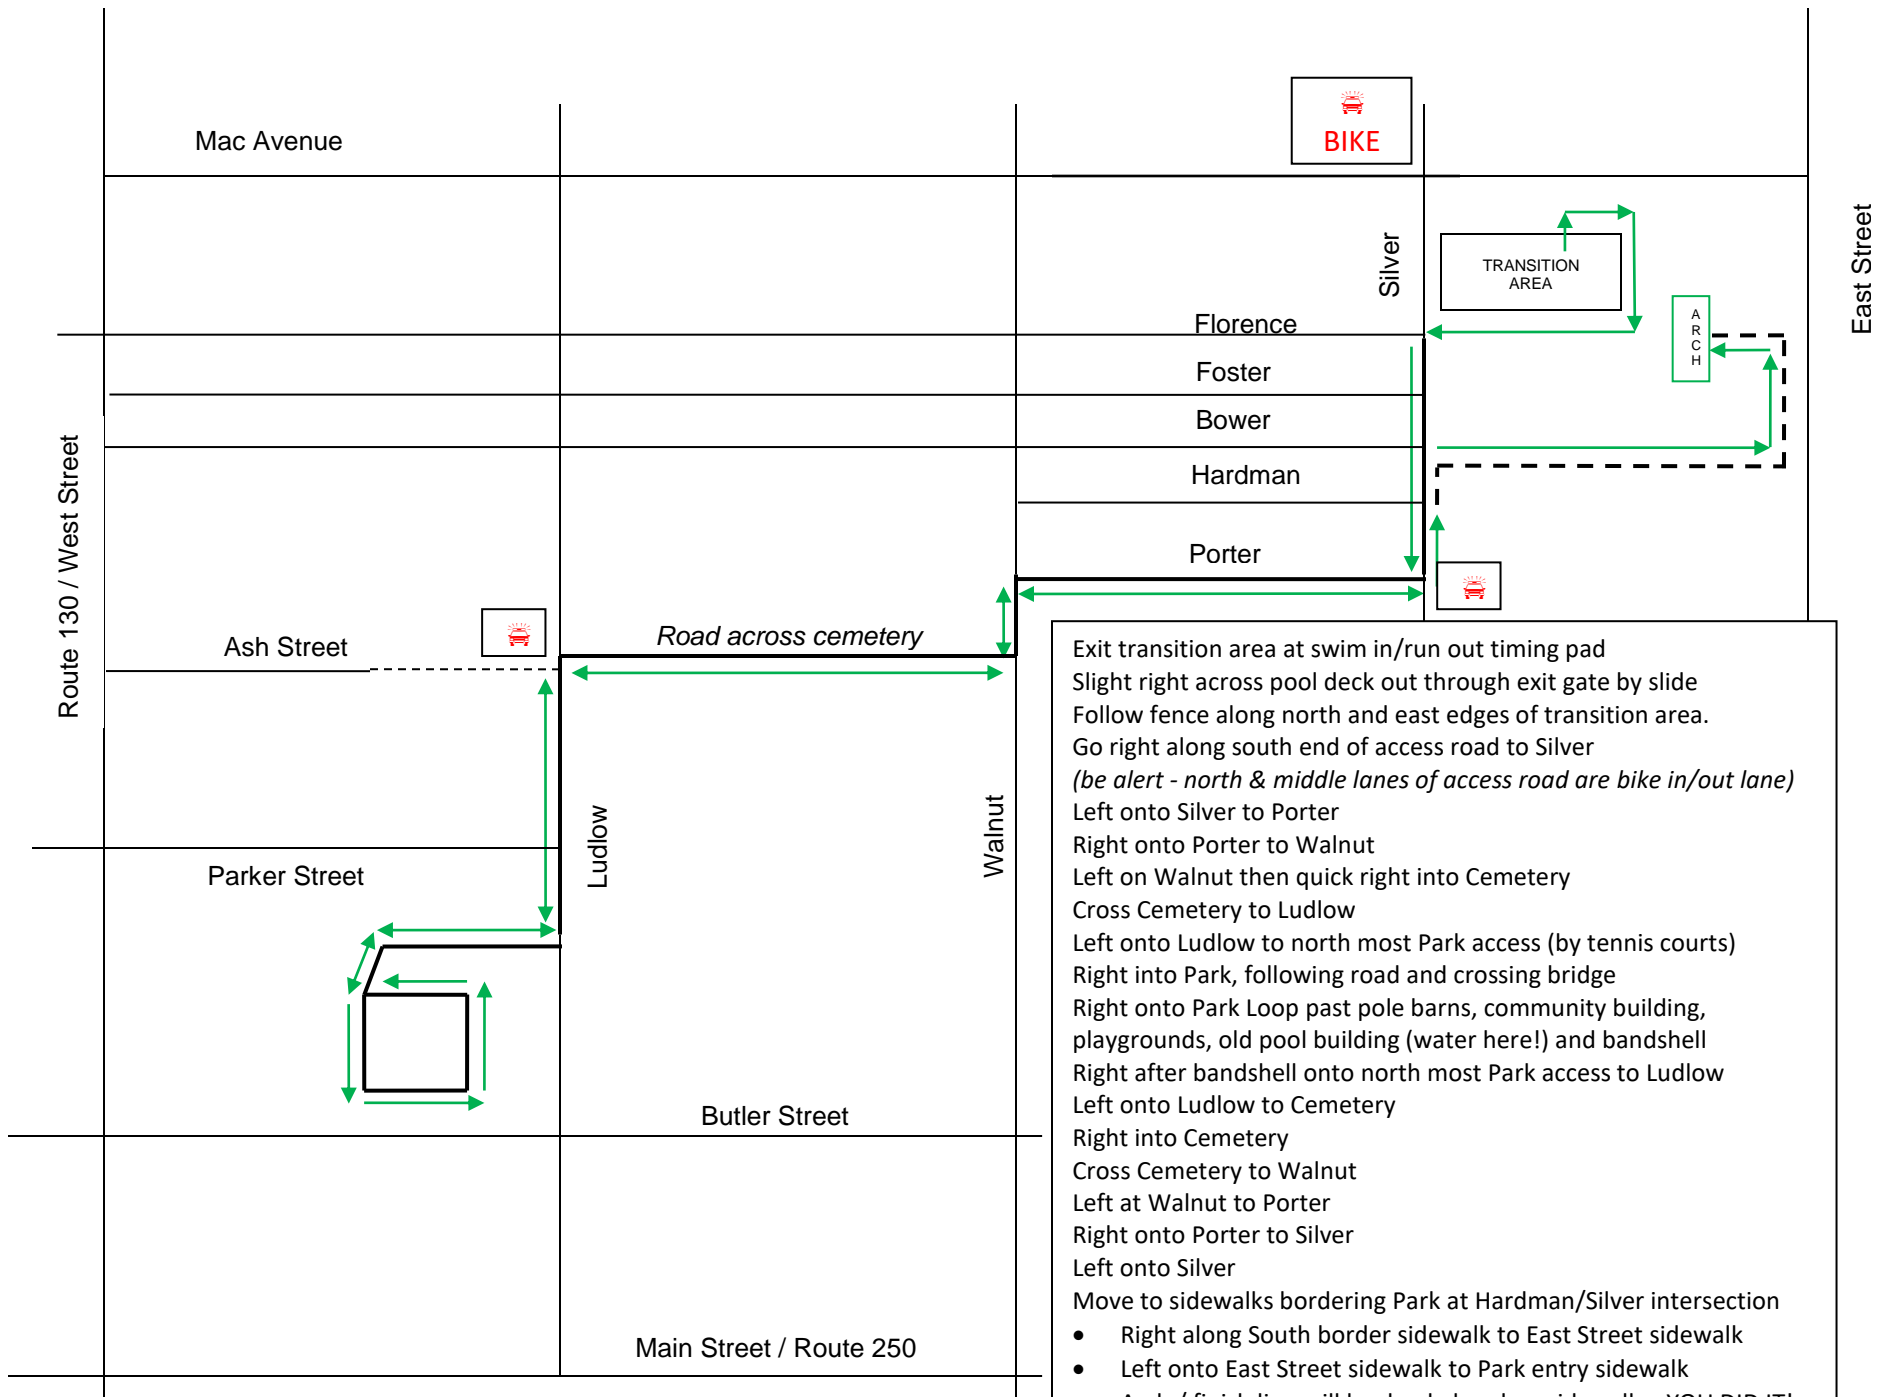 BIKE
Mac Avenue
Silver
East Street
TRANSITION
AREA
Florence
ARCH
Foster
Bower
Route 130 / West Street
Hardman
Porter
Road across cemetery
Ash Street
Ludlow
Walnut
Parker Street
Butler Street
Main Street / Route 250
Exit transition area at swim in/run out timing pad
Slight right across pool deck out through exit gate by slide
Follow fence along north and east edges of transition area.
Go right along south end of access road to Silver
(be alert - north & middle lanes of access road are bike in/out lane)
Left onto Silver to Porter
Right onto Porter to Walnut
Left on Walnut then quick right into Cemetery
Cross Cemetery to Ludlow
Left onto Ludlow to north most Park access (by tennis courts)
Right into Park, following road and crossing bridge
Right onto Park Loop past pole barns, community building,
playgrounds, old pool building (water here!) and bandshell
Right after bandshell onto north most Park access to Ludlow
Left onto Ludlow to Cemetery
Right into Cemetery
Cross Cemetery to Walnut
Left at Walnut to Porter
Right onto Porter to Silver
Left onto Silver
Move to sidewalks bordering Park at Hardman/Silver intersection
• Right along South border sidewalk to East Street sidewalk
• Left onto East Street sidewalk to Park entry sidewalk
YOU DID IT!